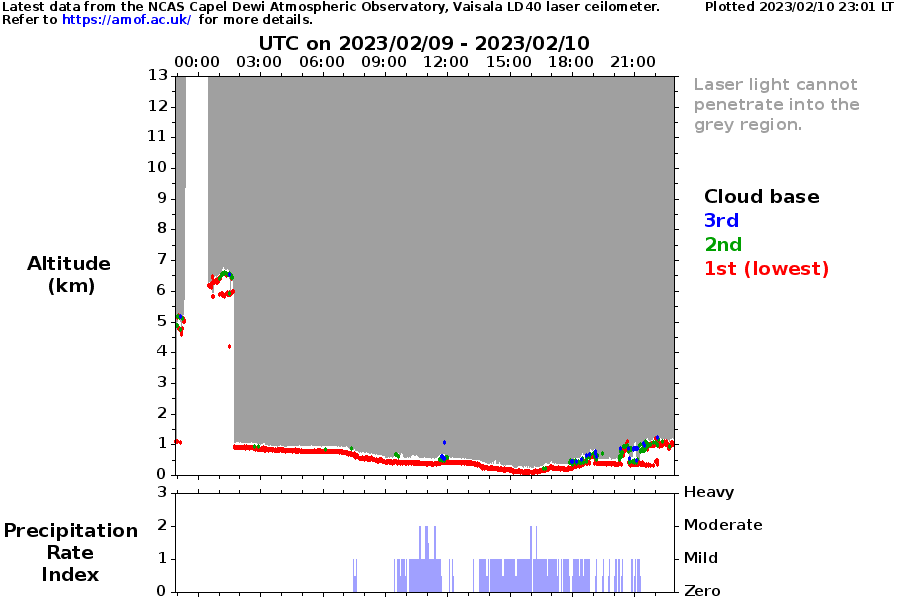 Latest data from the NCAS Capel Dewi Atmospheric Observatory, Vaisala LD40 laser ceilometer. Plotted 2023/02/10 23:01 LT
Refer to https://amof.ac.uk/ for more details.
UTC on 2023/02/09 - 2023/02/10
00:00 03:00 06:00 09:00 12:00 15:00 18:00 21:00
13
12
11
10
9
8
7
6
5
4
3
2
1
0
Altitude
(km)
Laser light cannot
penetrate into the
grey region.
Cloud base
3rd
2nd
1st (lowest)
3 Heavy
2 Moderate
1 Mild
0 Zero
Precipitation
Rate
Index